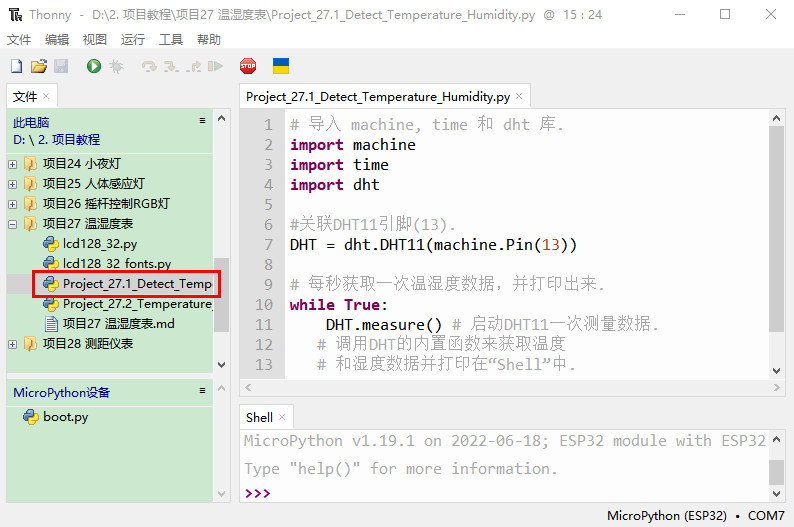 Thonny - D:\2. 项目教程\项目27 温湿度表\Project_27.1_Detect_Temperature_Humidity.py @ 15 : 24
文件 编辑 视图 运行 工具 帮助
STOP
文件 ×
此电脑 ≡
D: \ 2. 项目教程
项目24 小夜灯
项目25 人体感应灯
项目26 摇杆控制RGB灯
项目27 温湿度表
lcd128_32.py
lcd128_32_fonts.py
Project_27.1_Detect_Temp
Project_27.2_Temperature_
项目27 温湿度表.md
项目28 测距仪表
MicroPython设备 ≡
boot.py
Project_27.1_Detect_Temperature_Humidity.py ×
1 # 导入 machine, time 和 dht 库.
2 import machine
3 import time
4 import dht
5
6 #关联DHT11引脚(13).
7 DHT = dht.DHT11(machine.Pin(13))
8
9 # 每秒获取一次温湿度数据，并打印出来.
10 while True:
11 DHT.measure() # 启动DHT11一次测量数据.
12 # 调用DHT的内置函数来获取温度
13 # 和湿度数据并打印在“Shell”中.
Shell ×
MicroPython v1.19.1 on 2022-06-18; ESP32 module with ESP32
Type "help()" for more information.
>>>
MicroPython (ESP32) • COM7